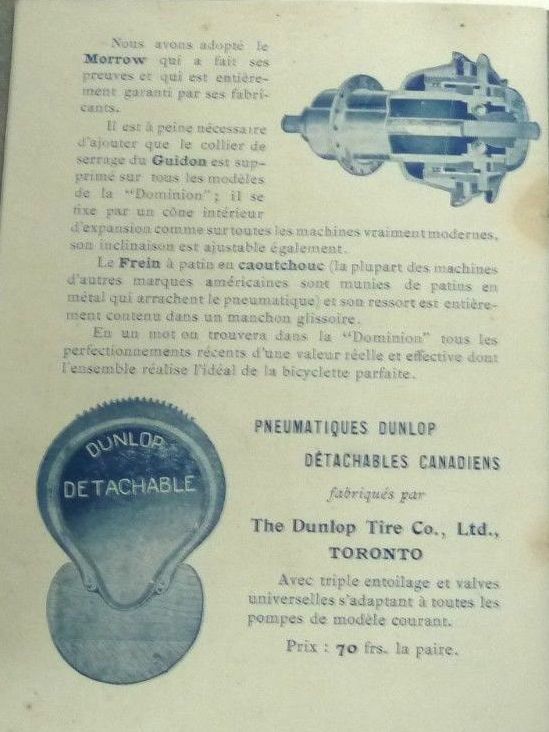 Nous avons adopté le
Morrow qui a fait ses
preuves et qui est entière-
ment garanti par ses fabri-
cants.
Il est à peine nécessaire
d'ajouter que le collier de
serrage du Guidon est sup-
primé sur tous les modèles
de la "Dominion"; il se
fixe par un cône intérieur
d'expansion comme sur toutes les machines vraiment modernes,
son inclinaison est ajustable également.
Le Frein à patin en caoutchouc (la plupart des machines
d'autres marques américaines sont munies de patins en
métal qui arrachent le pneumatique) et son ressort est entière-
ment contenu dans un manchon glissoire.
En un mot on trouvera dans la "Dominion" tous les
perfectionnements récents d'une valeur réelle et effective dont
l'ensemble réalise l'idéal de la bicyclette parfaite.
DUNLOP
DETACHABLE
PNEUMATIQUES DUNLOP
DÉTACHABLES CANADIENS
fabriqués par
The Dunlop Tire Co., Ltd.,
TORONTO
Avec triple entoilage et valves
universelles s'adaptant à toutes les
pompes de modèle courant.
Prix : 70 frs. la paire.